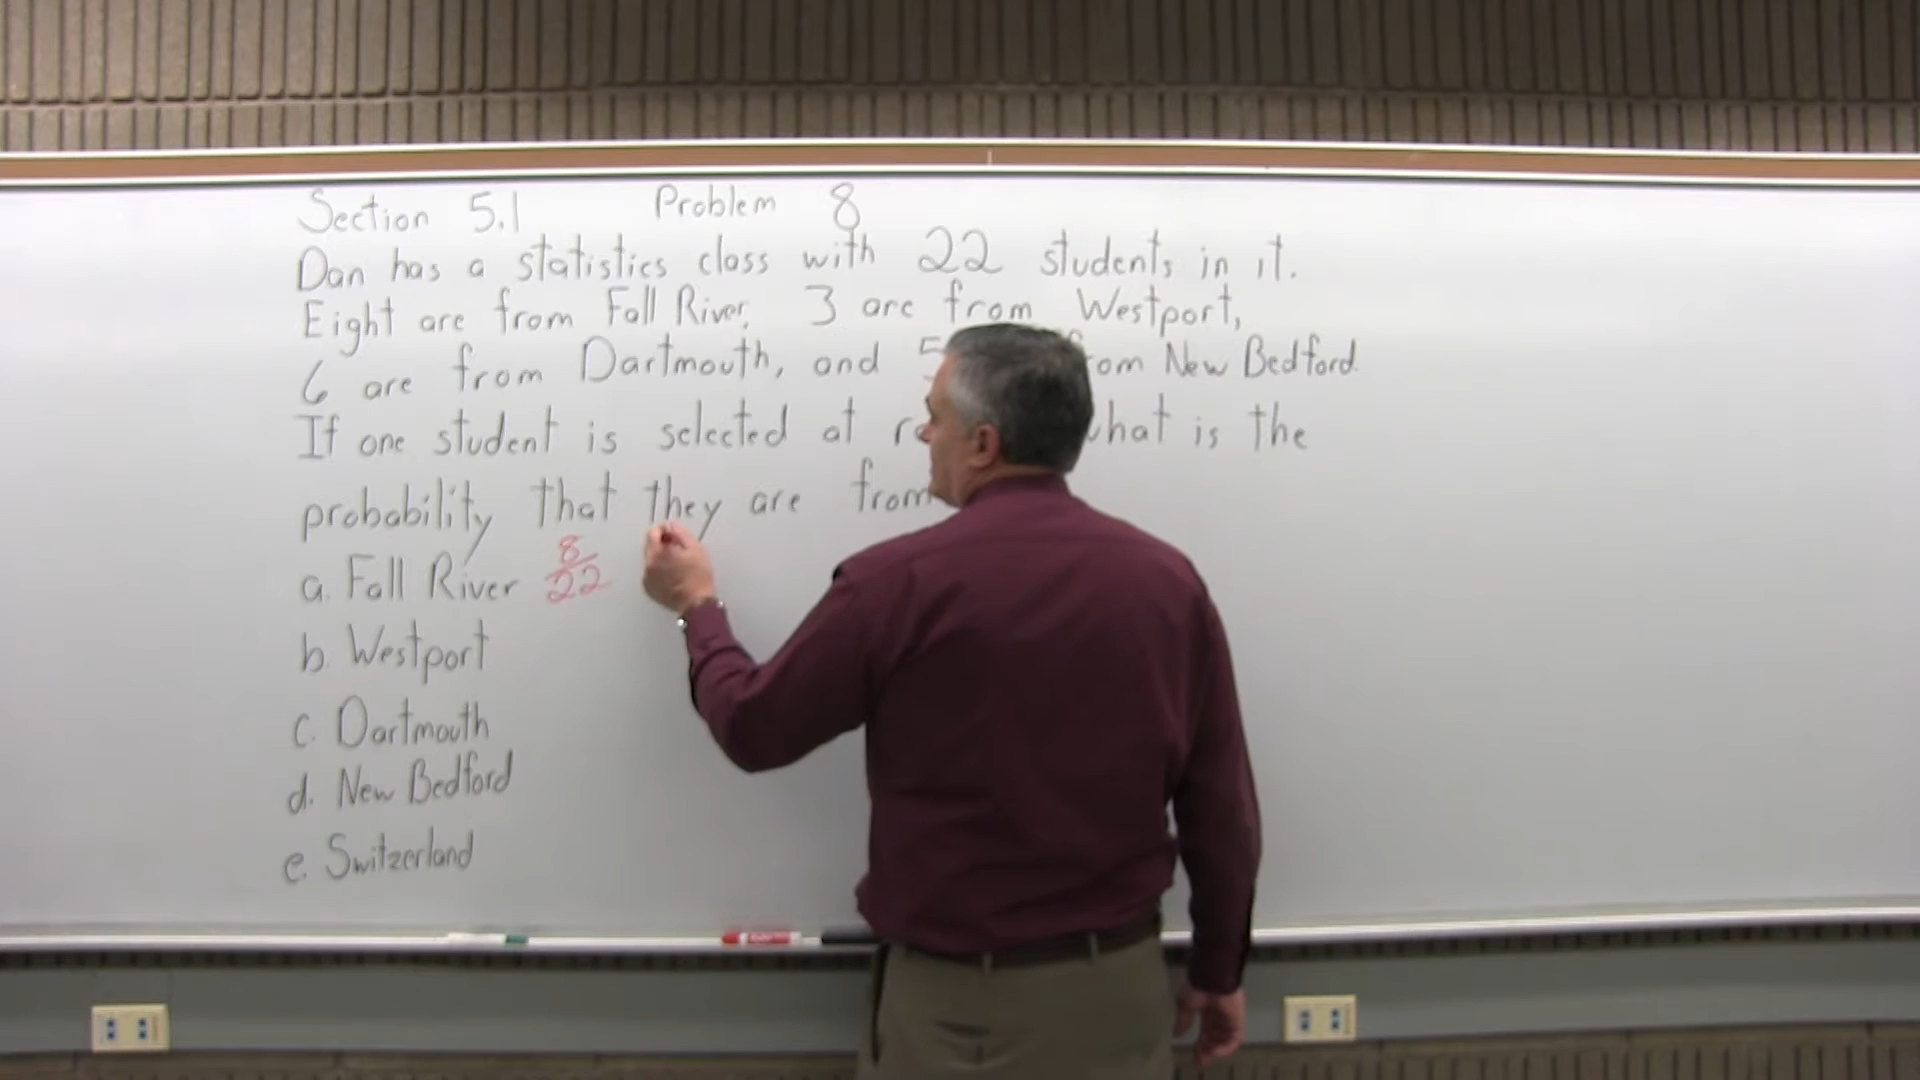 Section 5.1 Problem 8
Dan has a statistics class with 22 students in it.
Eight are from Fall River, 3 are from Westport,
6 are from Dartmouth, and 5 from New Bedford.
If one student is selected at what is the
probability that they are from
a. Fall River 8/22
b. Westport
c. Dartmouth
d. New Bedford
e. Switzerland